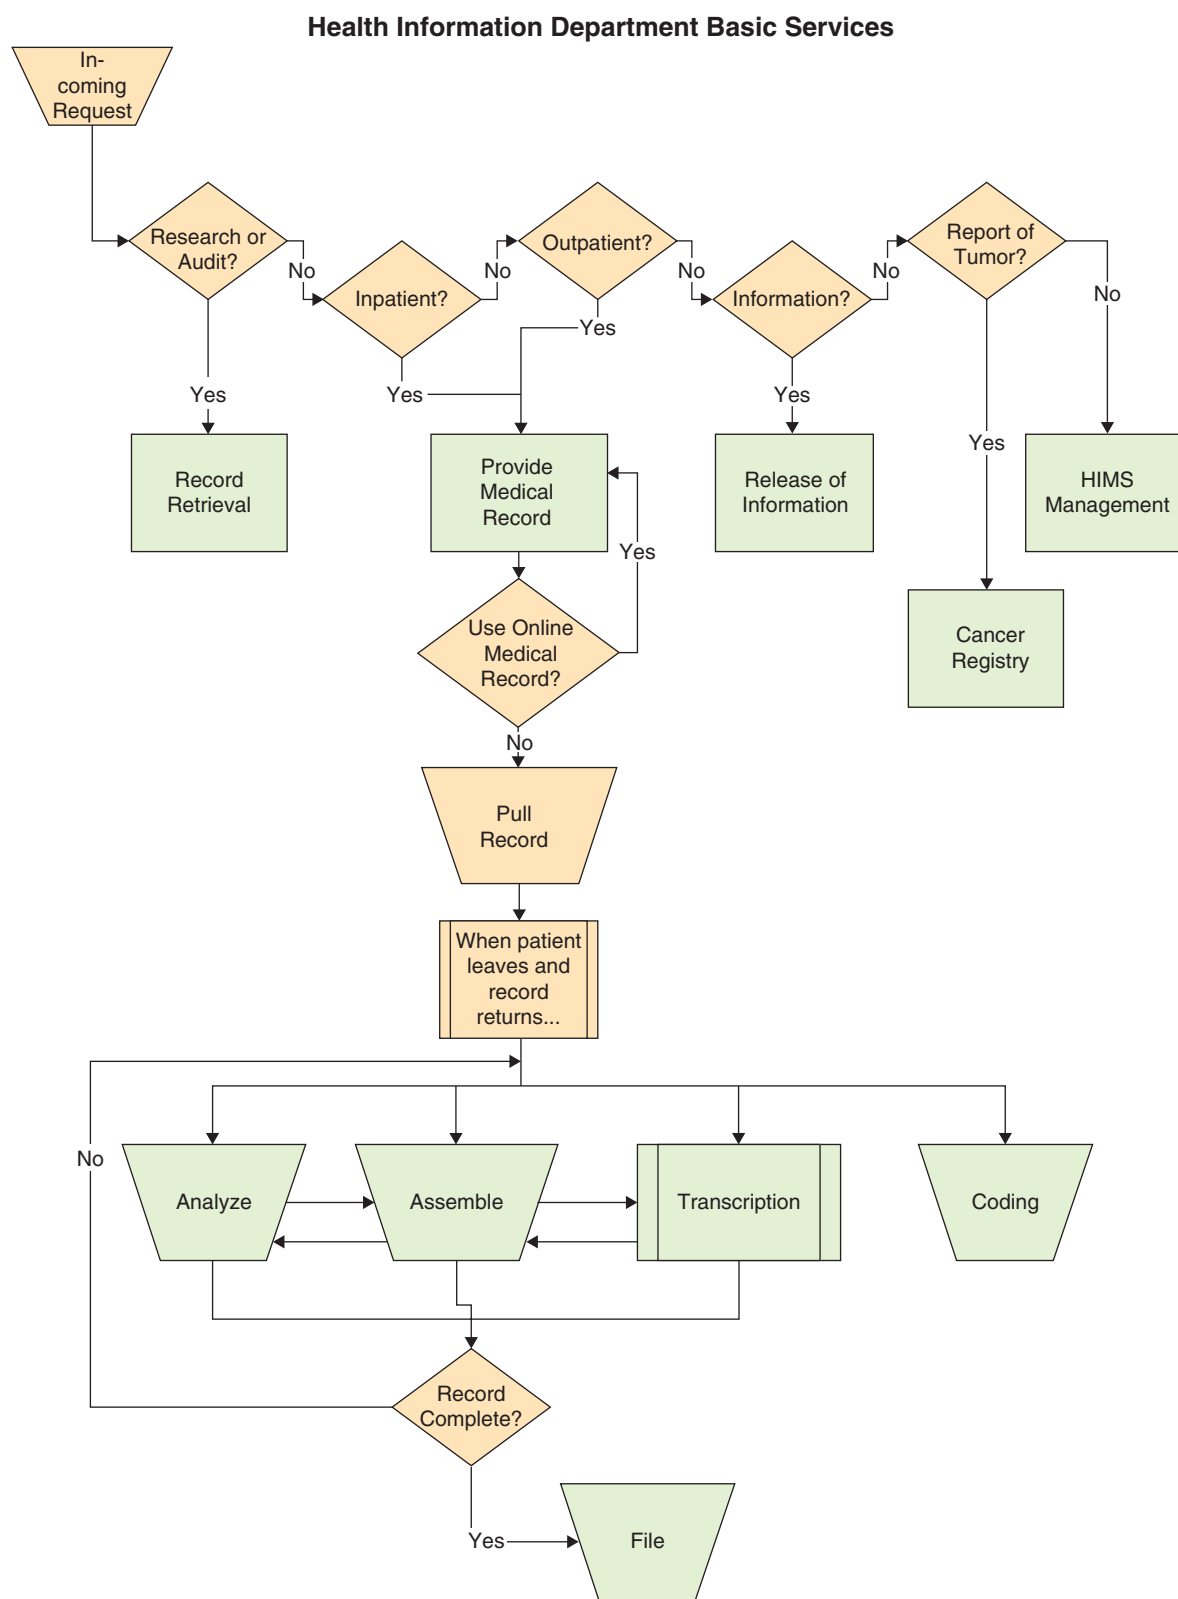 Health Information Department Basic Services
In-
coming
Request
Research or
Audit?
No
Inpatient?
No
Outpatient?
No
Information?
No
Report of
Tumor?
No
Yes
Yes
Yes
Yes
Yes
Record
Retrieval
Provide
Medical
Record
Release of
Information
HIMS
Management
Yes
Use Online
Medical
Record?
Cancer
Registry
No
Pull
Record
When patient
leaves and
record
returns...
No
Analyze
Assemble
Transcription
Coding
Record
Complete?
Yes
File